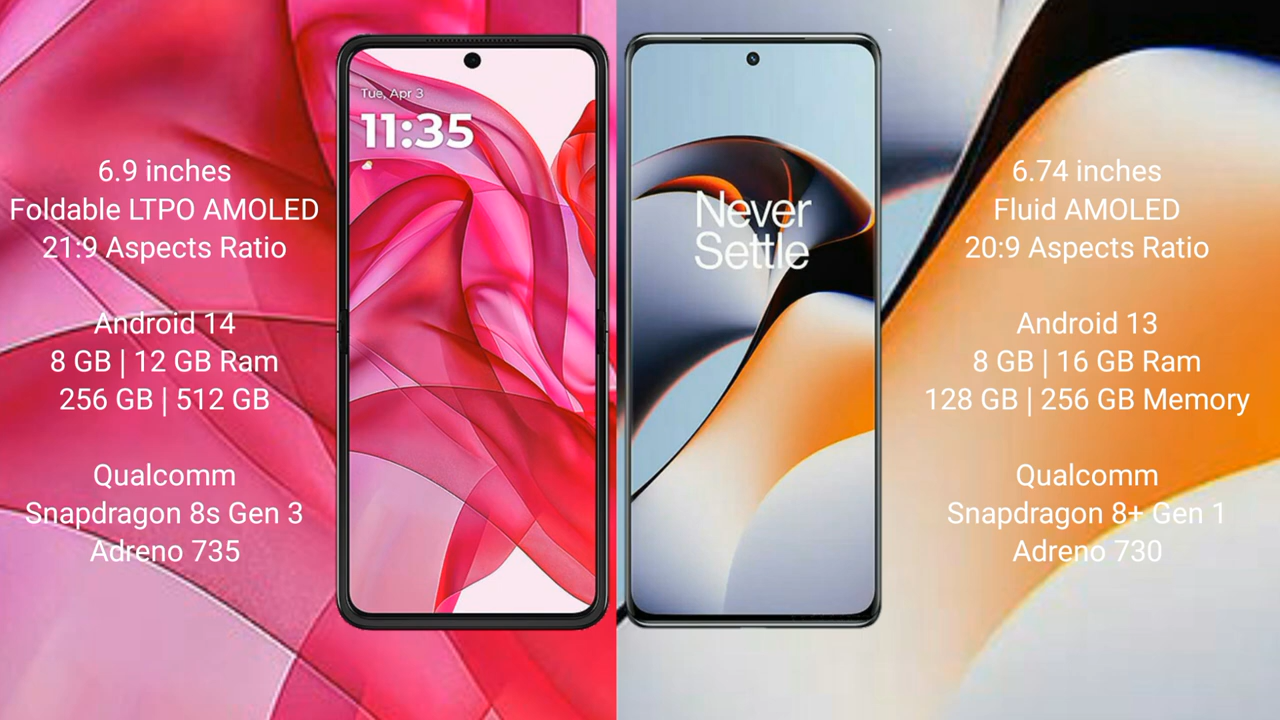 6.9 inches
Foldable LTPO AMOLED
21:9 Aspects Ratio
Android 14
8 GB | 12 GB Ram
256 GB | 512 GB
Qualcomm
Snapdragon 8s Gen 3
Adreno 735
Tue, Apr 3
11:35
Never
Settle
6.74 inches
Fluid AMOLED
20:9 Aspects Ratio
Android 13
8 GB | 16 GB Ram
128 GB | 256 GB Memory
Qualcomm
Snapdragon 8+ Gen 1
Adreno 730